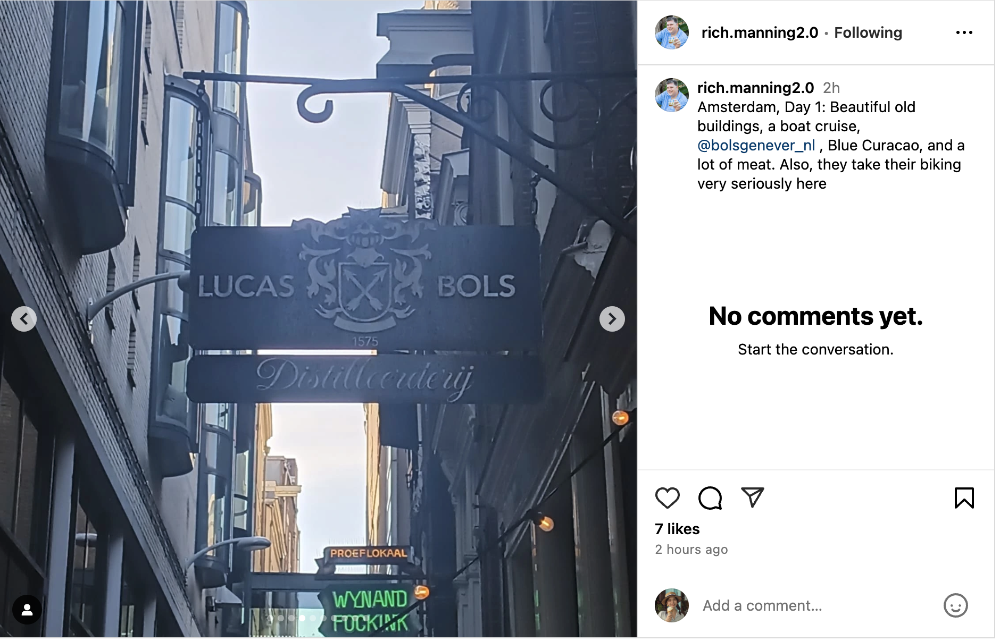 LUCAS BOLS
1575
Distilleerderij
PROEFLOKAAL
WYNAND
FOCKINK
rich.manning2.0 • Following
rich.manning2.0 2h
Amsterdam, Day 1: Beautiful old
buildings, a boat cruise,
@bolsgenever_nl , Blue Curacao, and a
lot of meat. Also, they take their biking
very seriously here
No comments yet.
Start the conversation.
7 likes
2 hours ago
Add a comment...